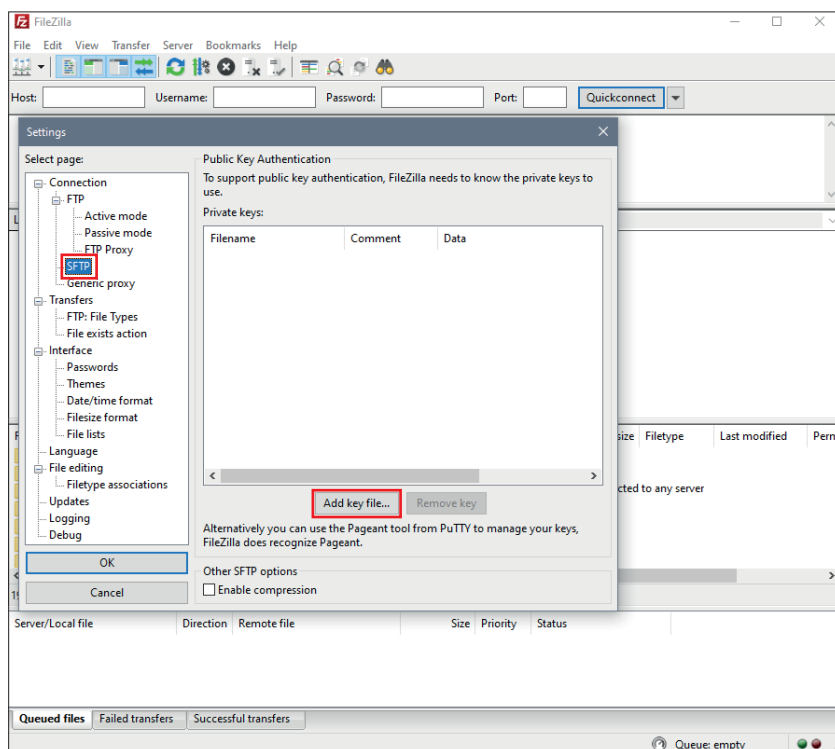 FileZilla
File Edit View Transfer Server Bookmarks Help
Host: Username: Password: Port: Quickconnect
Settings
Select page:
Connection
FTP
Active mode
Passive mode
FTP Proxy
SFTP
Generic proxy
Transfers
FTP: File Types
File exists action
Interface
Passwords
Themes
Date/time format
Filesize format
File lists
Language
File editing
Filetype associations
Updates
Logging
Debug
OK
Cancel
Public Key Authentication
To support public key authentication, FileZilla needs to know the private keys to
use.
Private keys:
Filename Comment Data
Add key file... Remove key
Alternatively you can use the Pageant tool from PuTTY to manage your keys,
FileZilla does recognize Pageant.
Other SFTP options
Enable compression
size Filetype Last modified Perm
cted to any server
Server/Local file Direction Remote file Size Priority Status
Queued files Failed transfers Successful transfers
Queue: empty